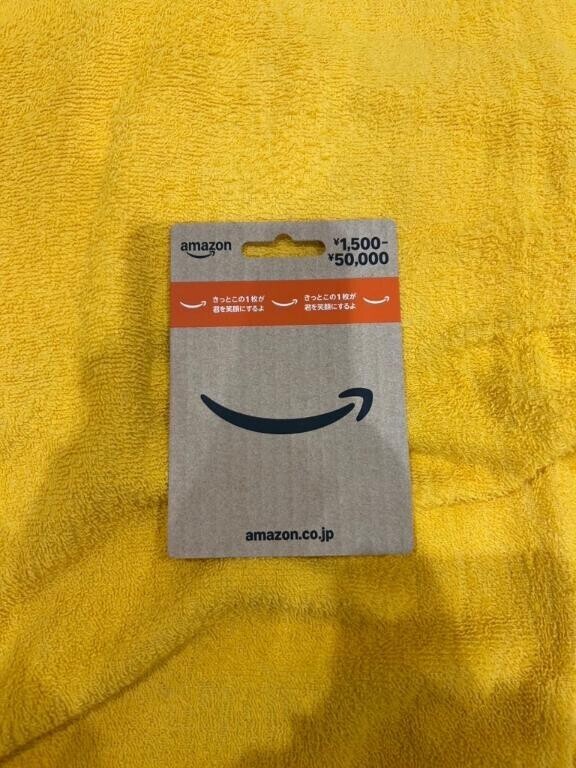 amazon
¥1,500–
¥50,000
きっとこの1枚が
君を笑顔にするよ
きっとこの1枚が
君を笑顔にするよ
amazon.co.jp